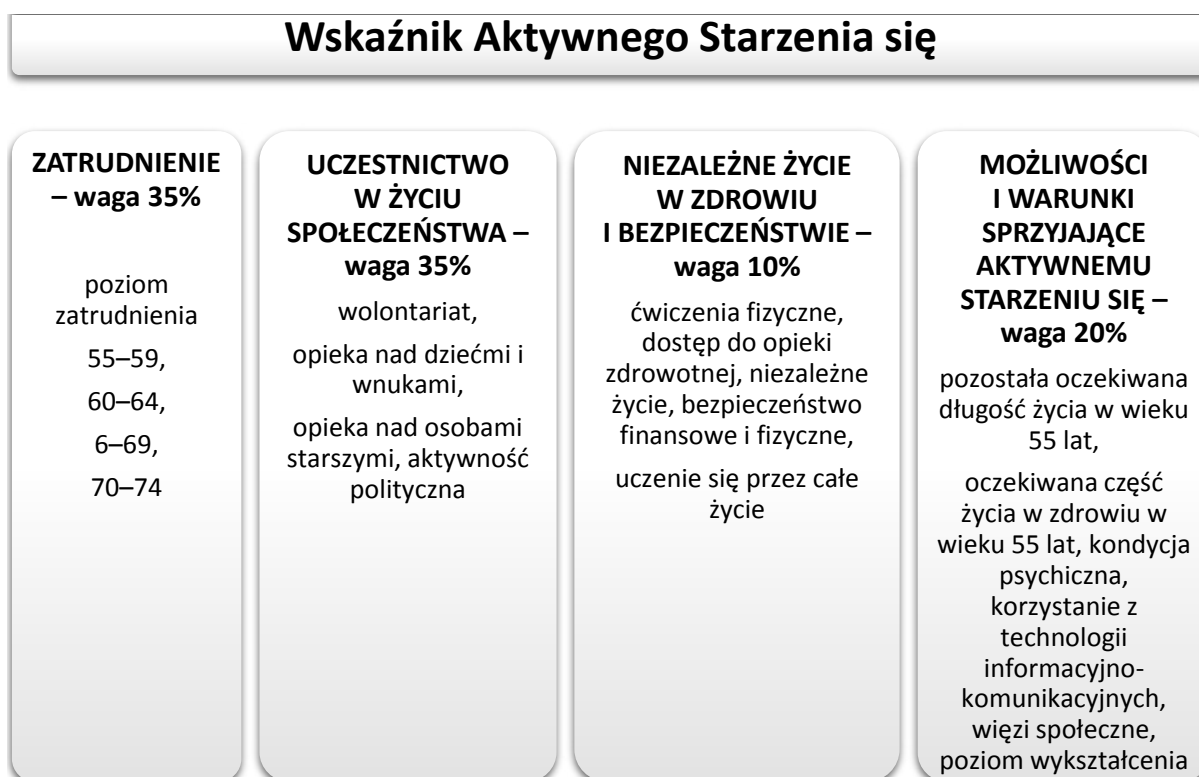 Wskaźnik Aktywnego Starzenia się
ZATRUDNIENIE
– waga 35%
poziom
zatrudnienia
55–59,
60–64,
6–69,
70–74
UCZESTNICTWO
W ŻYCIU
SPOŁECZEŃSTWA –
waga 35%
wolontariat,
opieka nad dziećmi i
wnukami,
opieka nad osobami
starszymi, aktywność
polityczna
NIEZALEŻNE ŻYCIE
W ZDROWIU
I BEZPIECZEŃSTWIE –
waga 10%
ćwiczenia fizyczne,
dostęp do opieki
zdrowotnej, niezależne
życie, bezpieczeństwo
finansowe i fizyczne,
uczenie się przez całe
życie
MOŻLIWOŚCI
I WARUNKI
SPRZYJAJĄCE
AKTYWNEMU
STARZENIU SIĘ –
waga 20%
pozostała oczekiwana
długość życia w wieku
55 lat,
oczekiwana część
życia w zdrowiu w
wieku 55 lat, kondycja
psychiczna,
korzystanie z
technologii
informacyjno-
komunikacyjnych,
więzi społeczne,
poziom wykształcenia